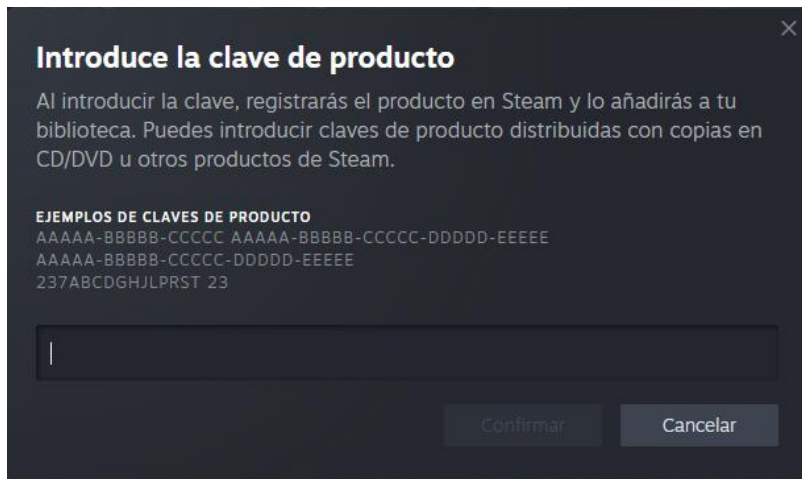 Introduce la clave de producto
Al introducir la clave, registrarás el producto en Steam y lo añadirás a tu
biblioteca. Puedes introducir claves de producto distribuidas con copias en
CD/DVD u otros productos de Steam.
EJEMPLOS DE CLAVES DE PRODUCTO
AAAAA-BBBBB-CCCCC AAAAA-BBBBB-CCCCC-DDDDD-EEEEE
AAAAA-BBBBB-CCCCC-DDDDD-EEEEE
237ABCDGHJLPRST 23
Confirmar Cancelar